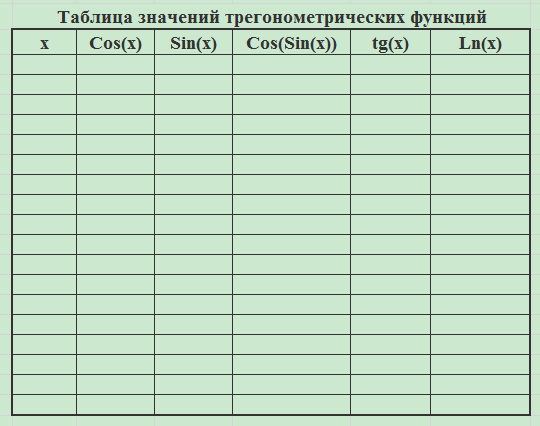 Таблица значений трегонометрических функций
x Cos(x) Sin(x) Cos(Sin(x)) tg(x) Ln(x)